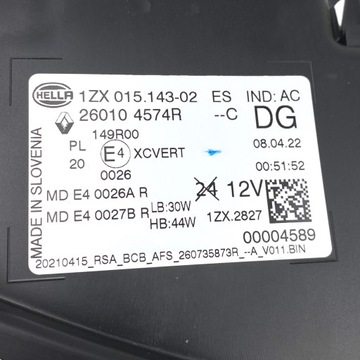 HELLA 1ZX 015.143-02 ES IND: AC
26010 4574R --C DG
149R00
PL E4 XCVERT 08.04.22
20 0026 00:51:52
MD E4 0026A R LB:30W 24 12V
MD E4 0027B R HB:44W 1ZX.2827
00004589
20210415_RSA_BCB_AFS_260735873R_--A_V011.BIN
MADE IN SLOVENIA